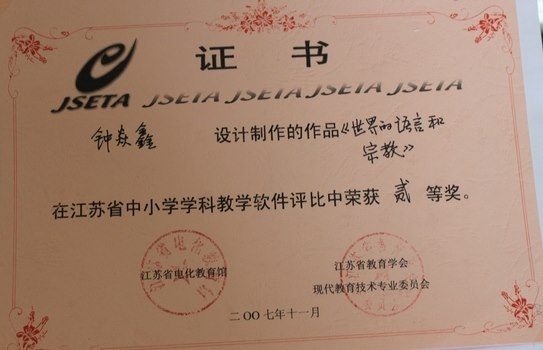 证书
JSETA JSETA JSETA JSETA JSETA
钟焱鑫 设计制作的作品《世界的语言和
宗教》
在江苏省中小学学科教学软件评比中荣获 贰 等奖。
江苏省电化教育馆
江苏省教育学会
现代教育技术专业委员会
二OO七年十一月